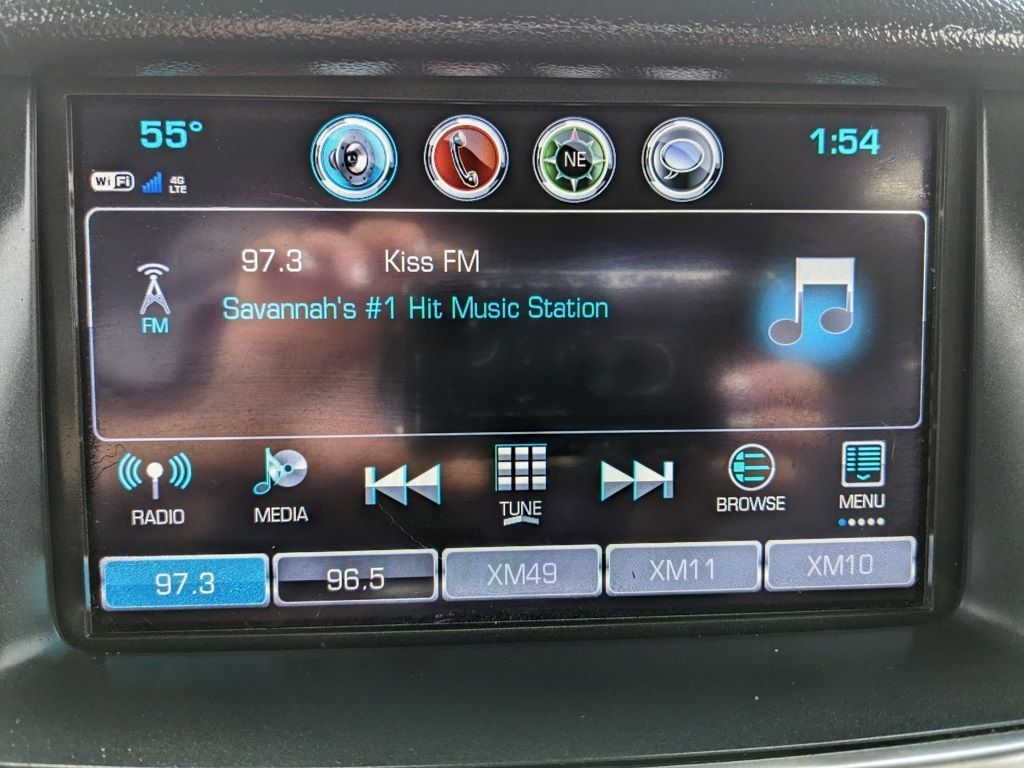 55°
1:54
WiFi
4G
LTE
NE
97.3 Kiss FM
Savannah's #1 Hit Music Station
FM
RADIO
MEDIA
TUNE
BROWSE
MENU
97.3
96.5
XM49
XM11
XM10